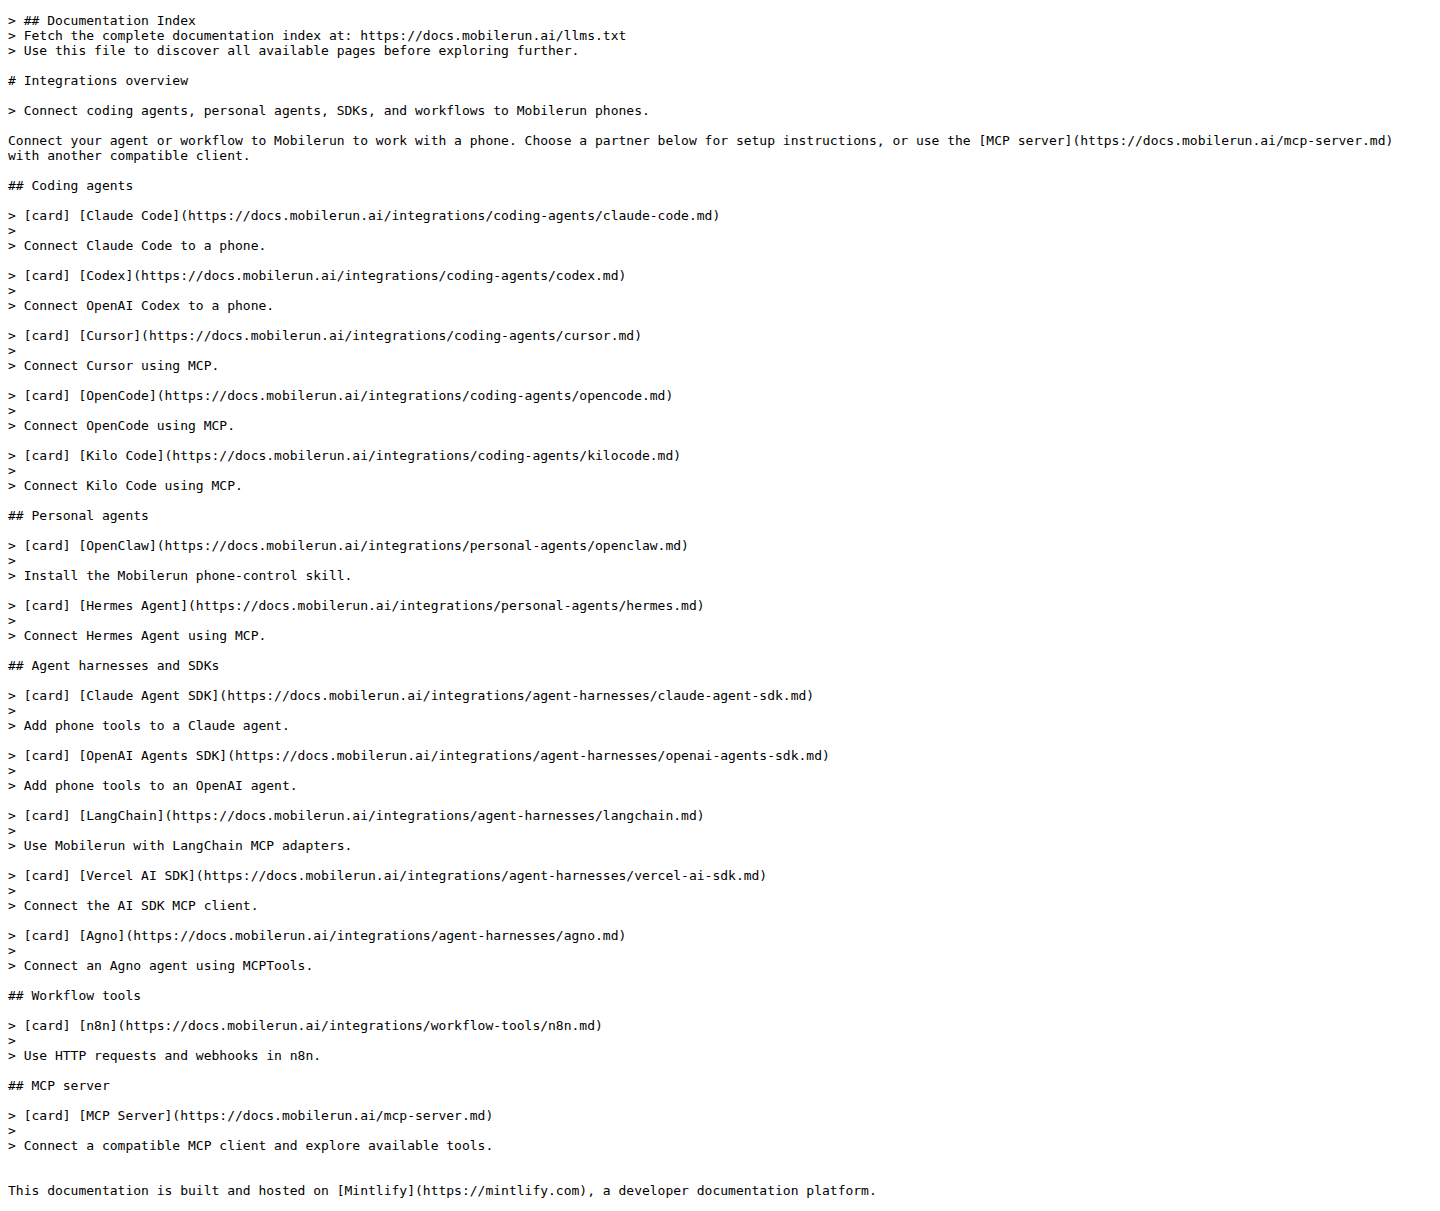 > ## Documentation Index
> Fetch the complete documentation index at: https://docs.mobilerun.ai/llms.txt
> Use this file to discover all available pages before exploring further.

# Integrations overview

> Connect coding agents, personal agents, SDKs, and workflows to Mobilerun phones.

Connect your agent or workflow to Mobilerun to work with a phone. Choose a partner below for setup instructions, or use the [MCP server](https://docs.mobilerun.ai/mcp-server.md)
with another compatible client.

## Coding agents

> [card] [Claude Code](https://docs.mobilerun.ai/integrations/coding-agents/claude-code.md)
>
> Connect Claude Code to a phone.

> [card] [Codex](https://docs.mobilerun.ai/integrations/coding-agents/codex.md)
>
> Connect OpenAI Codex to a phone.

> [card] [Cursor](https://docs.mobilerun.ai/integrations/coding-agents/cursor.md)
>
> Connect Cursor using MCP.

> [card] [OpenCode](https://docs.mobilerun.ai/integrations/coding-agents/opencode.md)
>
> Connect OpenCode using MCP.

> [card] [Kilo Code](https://docs.mobilerun.ai/integrations/coding-agents/kilocode.md)
>
> Connect Kilo Code using MCP.

## Personal agents

> [card] [OpenClaw](https://docs.mobilerun.ai/integrations/personal-agents/openclaw.md)
>
> Install the Mobilerun phone-control skill.

> [card] [Hermes Agent](https://docs.mobilerun.ai/integrations/personal-agents/hermes.md)
>
> Connect Hermes Agent using MCP.

## Agent harnesses and SDKs

> [card] [Claude Agent SDK](https://docs.mobilerun.ai/integrations/agent-harnesses/claude-agent-sdk.md)
>
> Add phone tools to a Claude agent.

> [card] [OpenAI Agents SDK](https://docs.mobilerun.ai/integrations/agent-harnesses/openai-agents-sdk.md)
>
> Add phone tools to an OpenAI agent.

> [card] [LangChain](https://docs.mobilerun.ai/integrations/agent-harnesses/langchain.md)
>
> Use Mobilerun with LangChain MCP adapters.

> [card] [Vercel AI SDK](https://docs.mobilerun.ai/integrations/agent-harnesses/vercel-ai-sdk.md)
>
> Connect the AI SDK MCP client.

> [card] [Agno](https://docs.mobilerun.ai/integrations/agent-harnesses/agno.md)
>
> Connect an Agno agent using MCPTools.

## Workflow tools

> [card] [n8n](https://docs.mobilerun.ai/integrations/workflow-tools/n8n.md)
>
> Use HTTP requests and webhooks in n8n.

## MCP server

> [card] [MCP Server](https://docs.mobilerun.ai/mcp-server.md)
>
> Connect a compatible MCP client and explore available tools.

This documentation is built and hosted on [Mintlify](https://mintlify.com), a developer documentation platform.